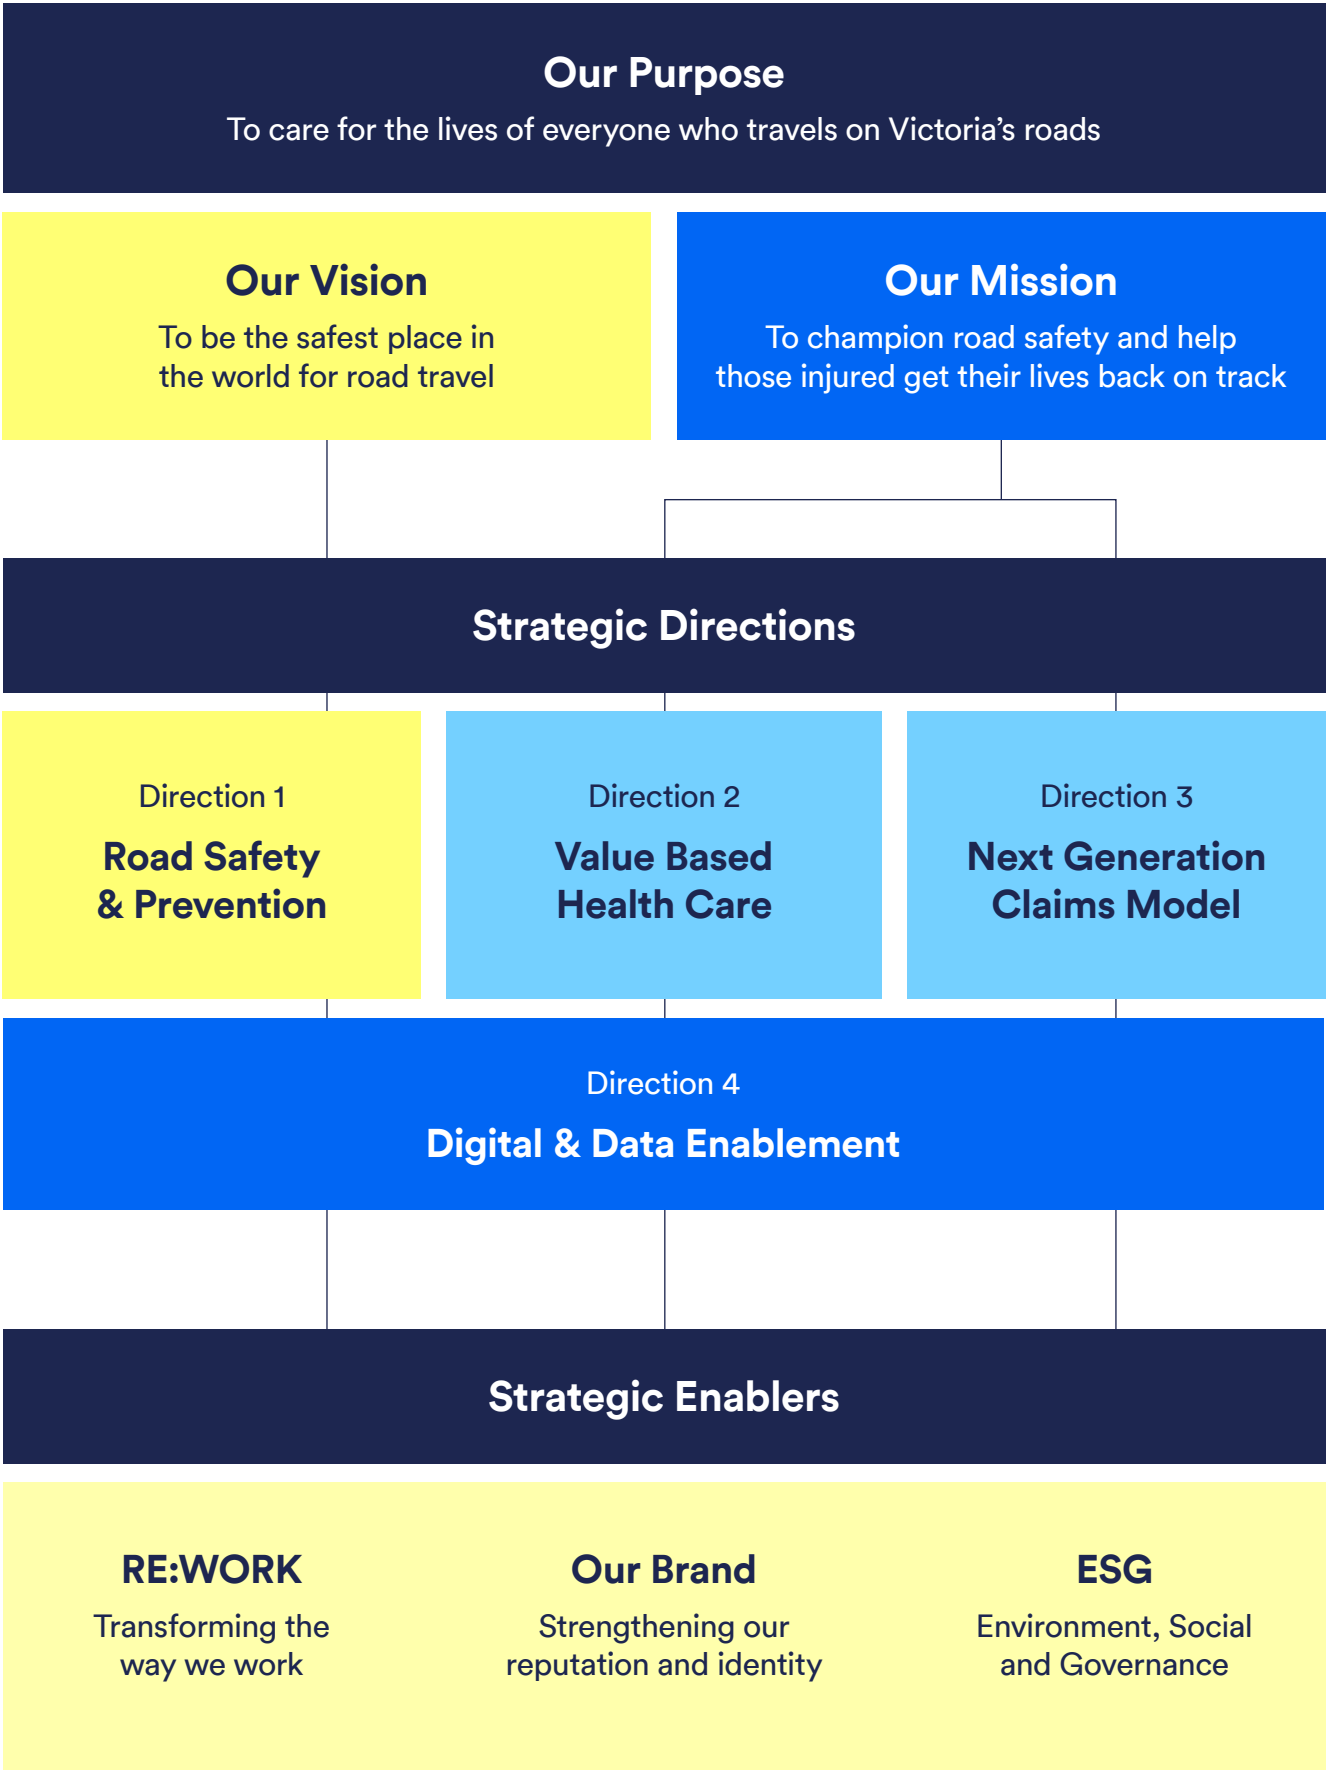 Our Purpose
To care for the lives of everyone who travels on Victoria’s roads
Our Vision
To be the safest place in
the world for road travel
Our Mission
To champion road safety and help
those injured get their lives back on track
Strategic Directions
Direction 1
Road Safety
& Prevention
Direction 2
Value Based
Health Care
Direction 3
Next Generation
Claims Model
Direction 4
Digital & Data Enablement
Strategic Enablers
RE:WORK
Transforming the
way we work
Our Brand
Strengthening our
reputation and identity
ESG
Environment, Social
and Governance